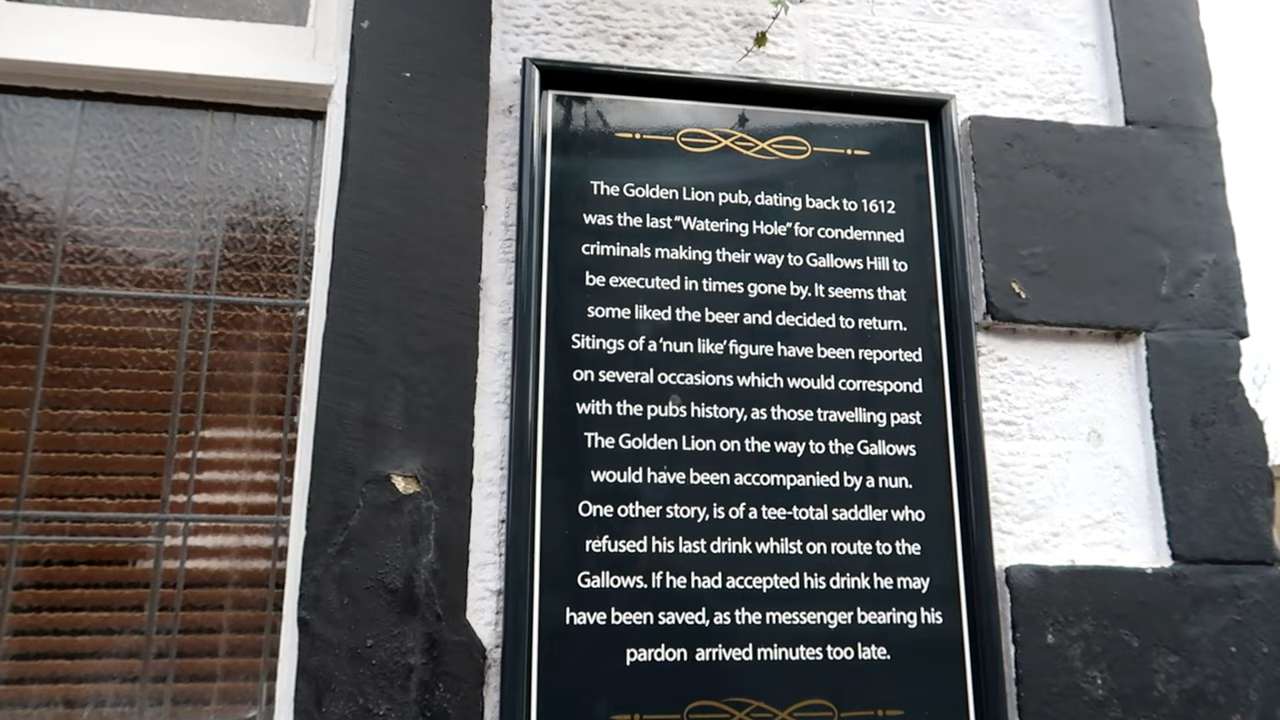 The Golden Lion pub, dating back to 1612
was the last "Watering Hole" for condemned
criminals making their way to Gallows Hill to
be executed in times gone by. It seems that
some liked the beer and decided to return.
Sitings of a 'nun like' figure have been reported
on several occasions which would correspond
with the pubs history, as those travelling past
The Golden Lion on the way to the Gallows
would have been accompanied by a nun.
One other story, is of a tee-total saddler who
refused his last drink whilst on route to the
Gallows. If he had accepted his drink he may
have been saved, as the messenger bearing his
pardon arrived minutes too late.